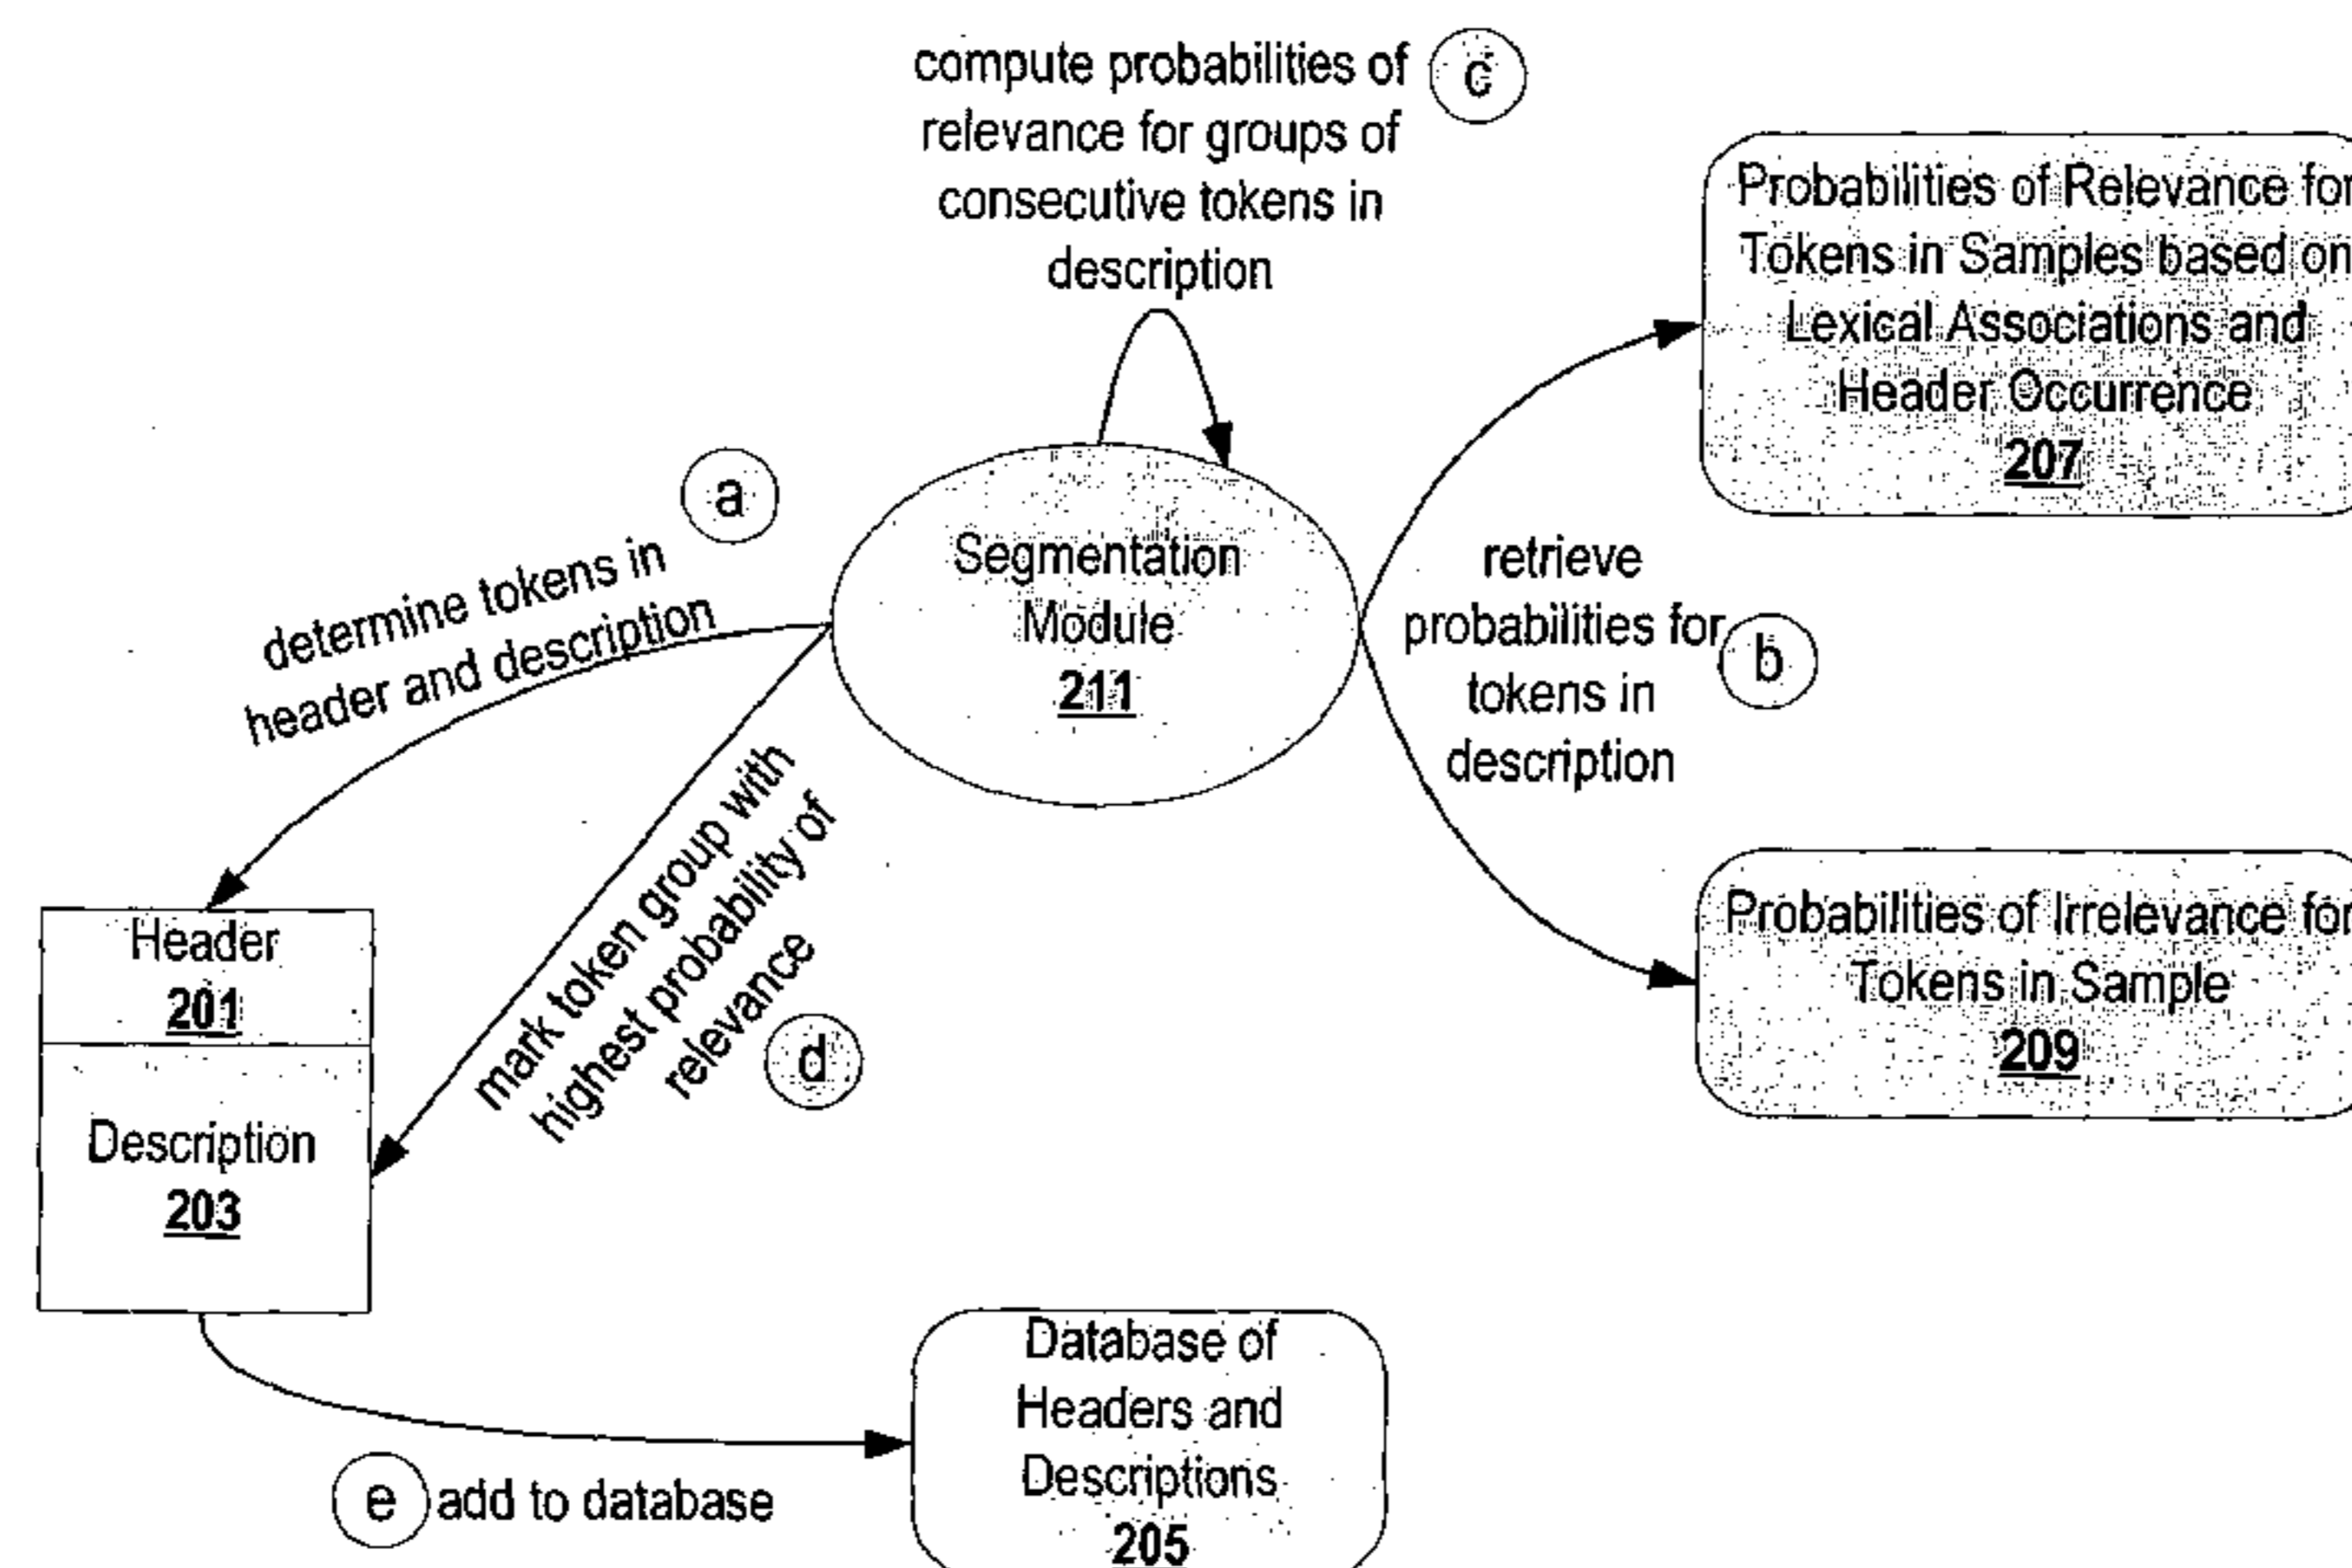 compute probabilities of
relevance for groups of
consecutive tokens in
description
c
Probabilities of Relevance for
Tokens in Samples based on
Lexical Associations and
Header Occurrence
207
a
determine tokens in
header and description
Segmentation
Module
211
retrieve
probabilities for
tokens in
description
b
mark token group with
highest probability of
relevance
d
Probabilities of Irrelevance for
Tokens in Sample
209
Header
201
Description
203
e
add to database
Database of
Headers and
Descriptions
205